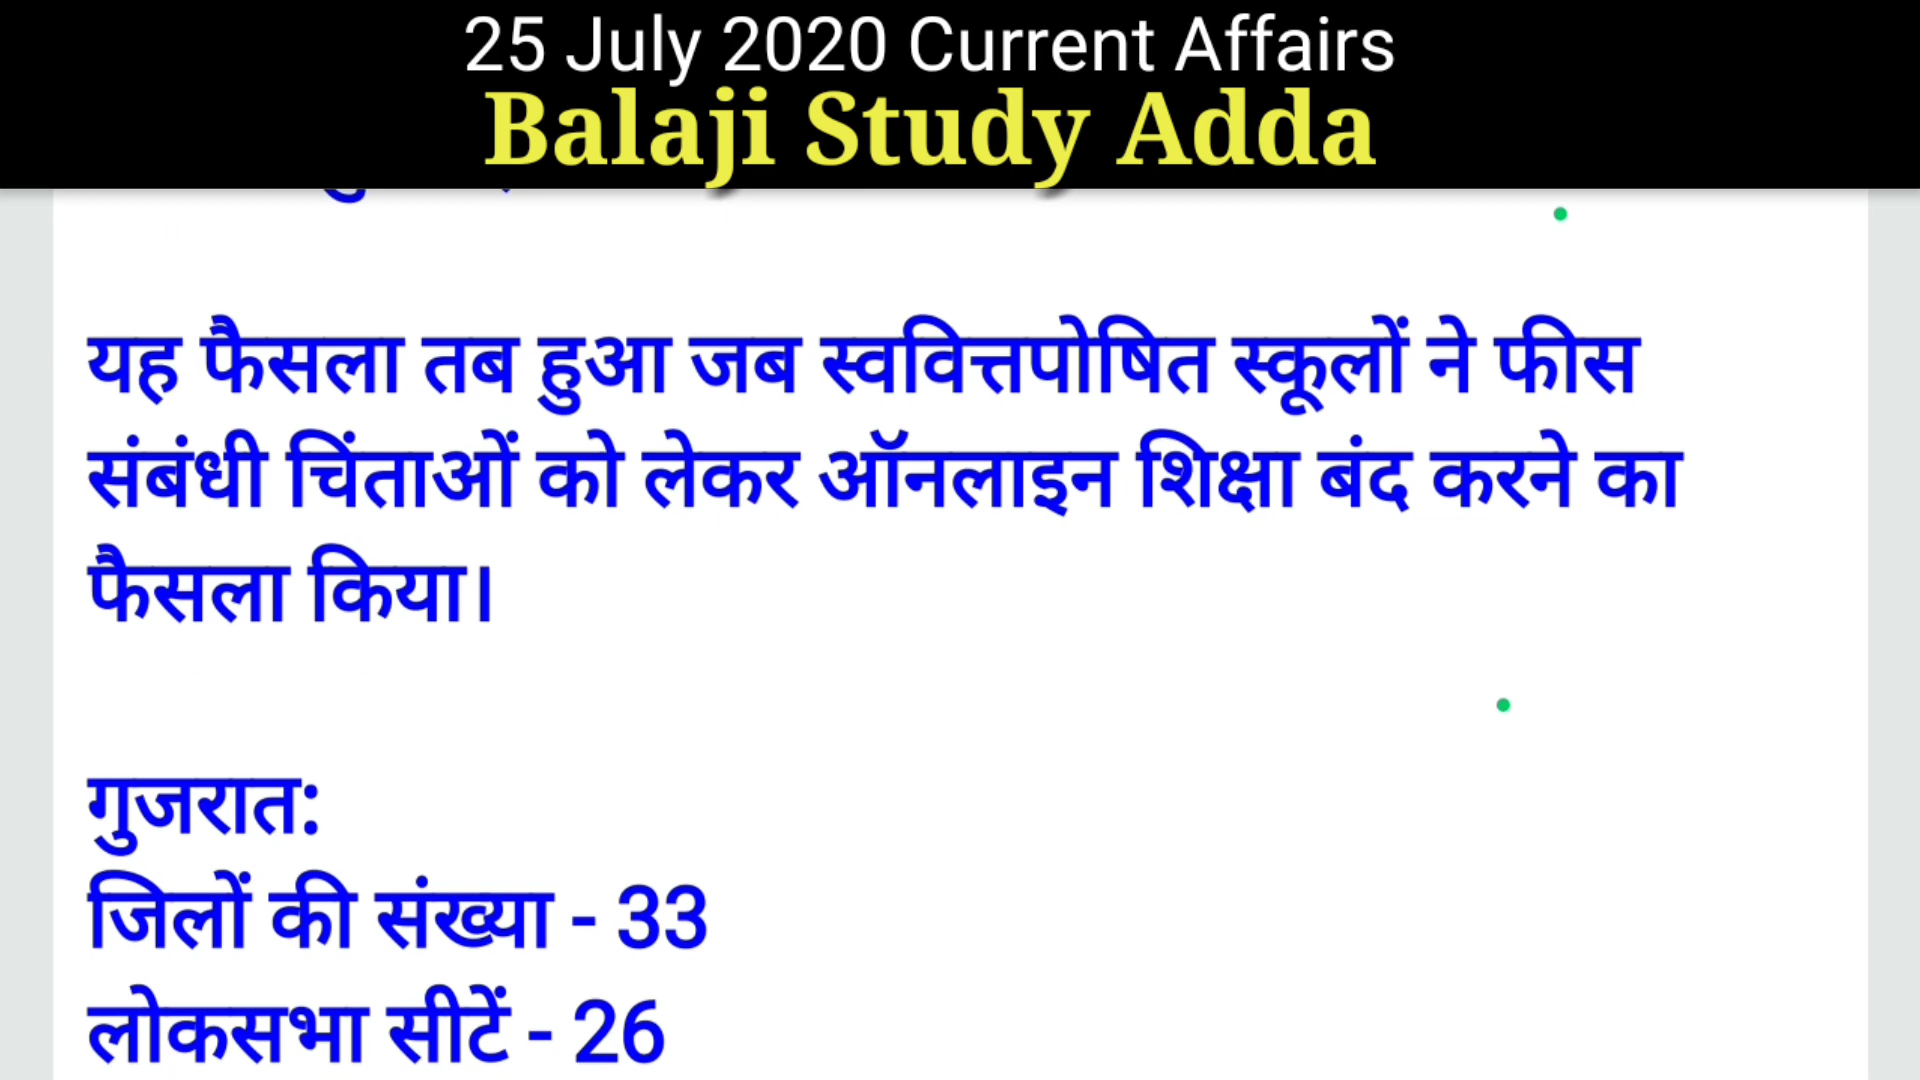 25 July 2020 Current Affairs
Balaji Study Adda
यह फैसला तब हुआ जब स्ववित्तपोषित स्कूलों ने फीस
संबंधी चिंताओं को लेकर ऑनलाइन शिक्षा बंद करने का
फैसला किया।
गुजरात:
जिलों की संख्या - 33
लोकसभा सीटें - 26